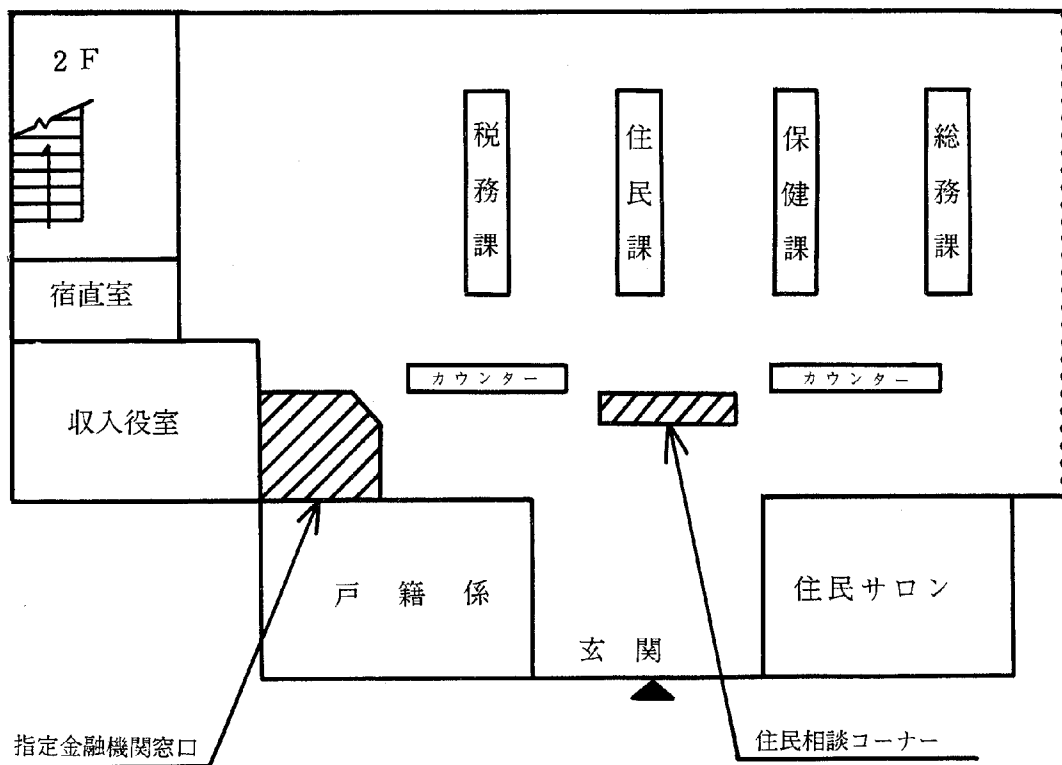 2 F
税務課
住民課
保健課
総務課
宿直室
カウンター
カウンター
収入役室
戸籍係
住民サロン
玄関
指定金融機関窓口
住民相談コーナー